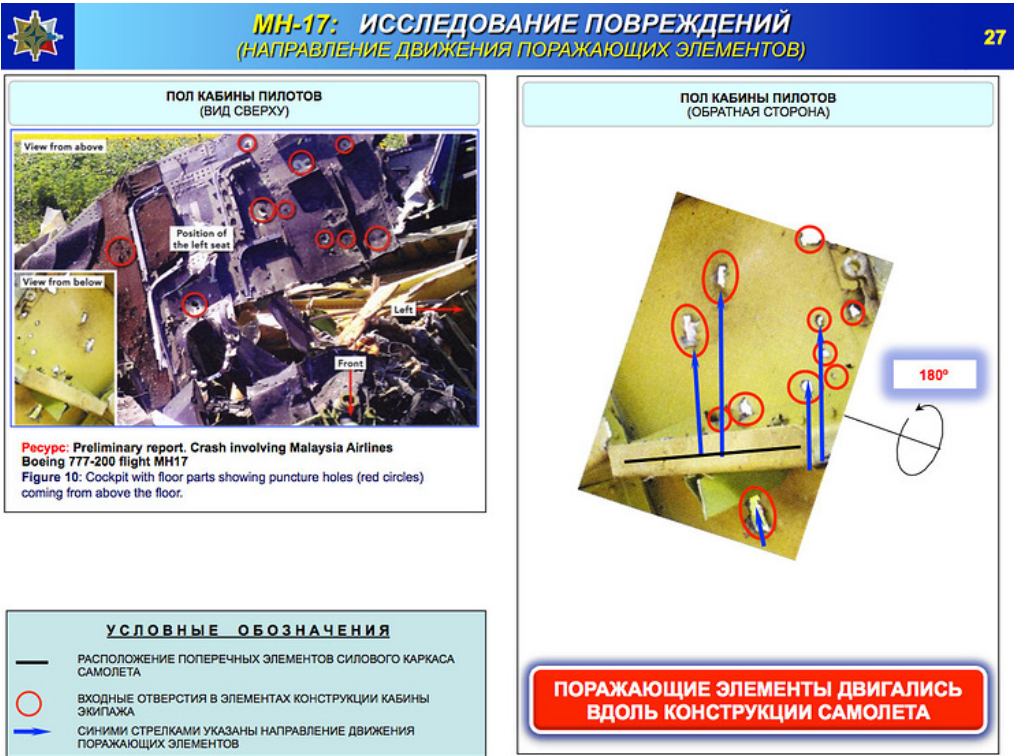 МН-17: ИССЛЕДОВАНИЕ ПОВРЕЖДЕНИЙ
(НАПРАВЛЕНИЕ ДВИЖЕНИЯ ПОРАЖАЮЩИХ ЭЛЕМЕНТОВ)
27
ПОЛ КАБИНЫ ПИЛОТОВ
(ВИД СВЕРХУ)
View from above
Position of
the left seat
View from below
Left
Front
Ресурс: Preliminary report. Crash involving Malaysia Airlines
Boeing 777-200 flight MH17
Figure 10: Cockpit with floor parts showing puncture holes (red circles)
coming from above the floor.
УСЛОВНЫЕ ОБОЗНАЧЕНИЯ
РАСПОЛОЖЕНИЕ ПОПЕРЕЧНЫХ ЭЛЕМЕНТОВ СИЛОВОГО КАРКАСА
САМОЛЕТА
ВХОДНЫЕ ОТВЕРСТИЯ В ЭЛЕМЕНТАХ КОНСТРУКЦИИ КАБИНЫ
ЭКИПАЖА
СИНИМИ СТРЕЛКАМИ УКАЗАНЫ НАПРАВЛЕНИЕ ДВИЖЕНИЯ
ПОРАЖАЮЩИХ ЭЛЕМЕНТОВ
ПОЛ КАБИНЫ ПИЛОТОВ
(ОБРАТНАЯ СТОРОНА)
180º
ПОРАЖАЮЩИЕ ЭЛЕМЕНТЫ ДВИГАЛИСЬ
ВДОЛЬ КОНСТРУКЦИИ САМОЛЕТА